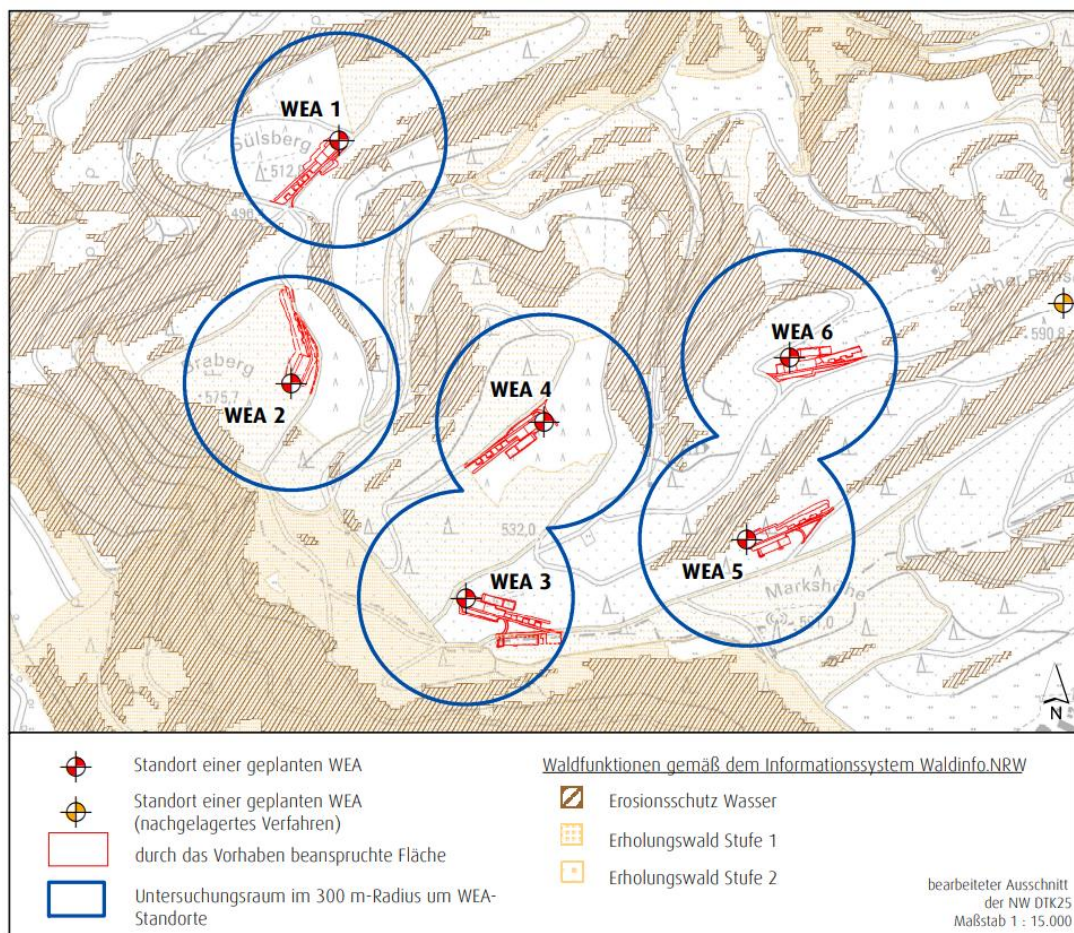 WEA 1
Sülsberg
512,8
WEA 2
575,7
WEA 4
532,0
WEA 3
WEA 6
590,8
WEA 5
Markshöhe
N
Standort einer geplanten WEA
Standort einer geplanten WEA
(nachgelagertes Verfahren)
durch das Vorhaben beanspruchte Fläche
Untersuchungsraum im 300 m-Radius um WEA-
Standorte
Waldfunktionen gemäß dem Informationssystem Waldinfo.NRW
Erosionsschutz Wasser
Erholungswald Stufe 1
Erholungswald Stufe 2
bearbeiteter Ausschnitt
der NW DTK25
Maßstab 1 : 15.000